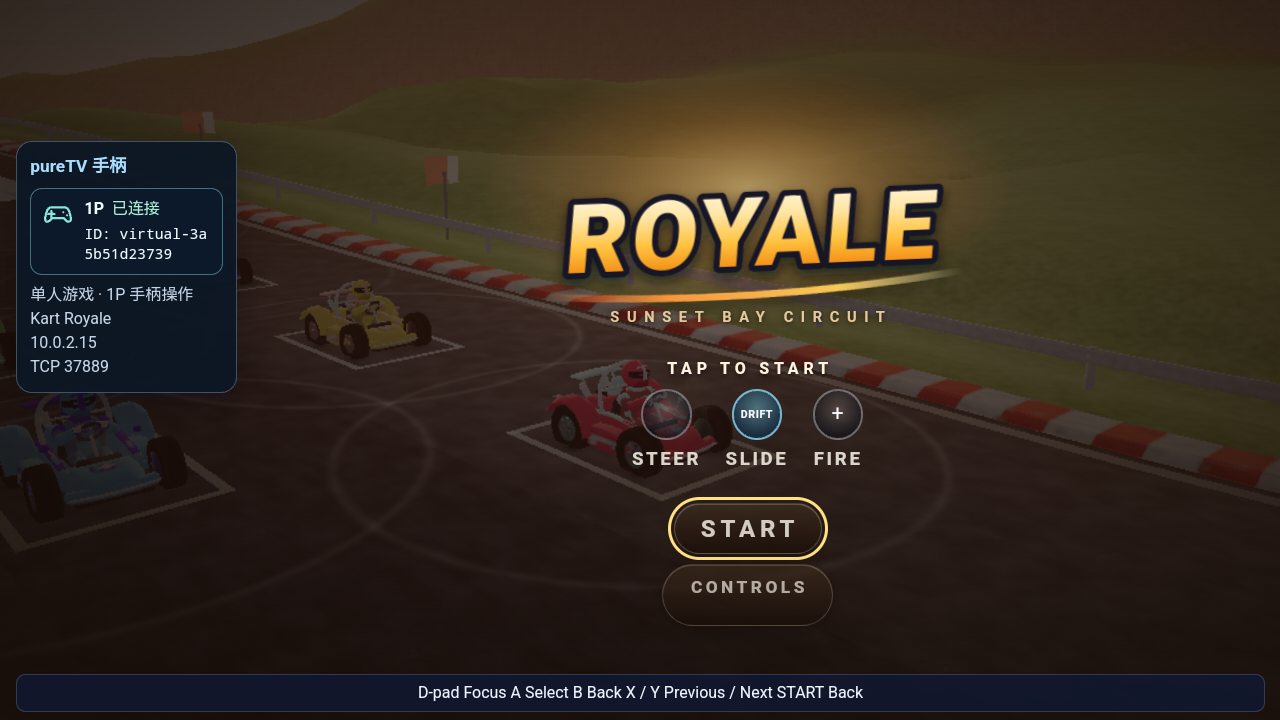 pureTV 手柄
1P 已连接
ID: virtual-3a
5b51d23739
单人游戏 · 1P 手柄操作
Kart Royale
10.0.2.15
TCP 37889
ROYALE
SUNSET BAY CIRCUIT
TAP TO START
DRIFT
+
STEER SLIDE FIRE
START
CONTROLS
D-pad Focus A Select B Back X / Y Previous / Next START Back